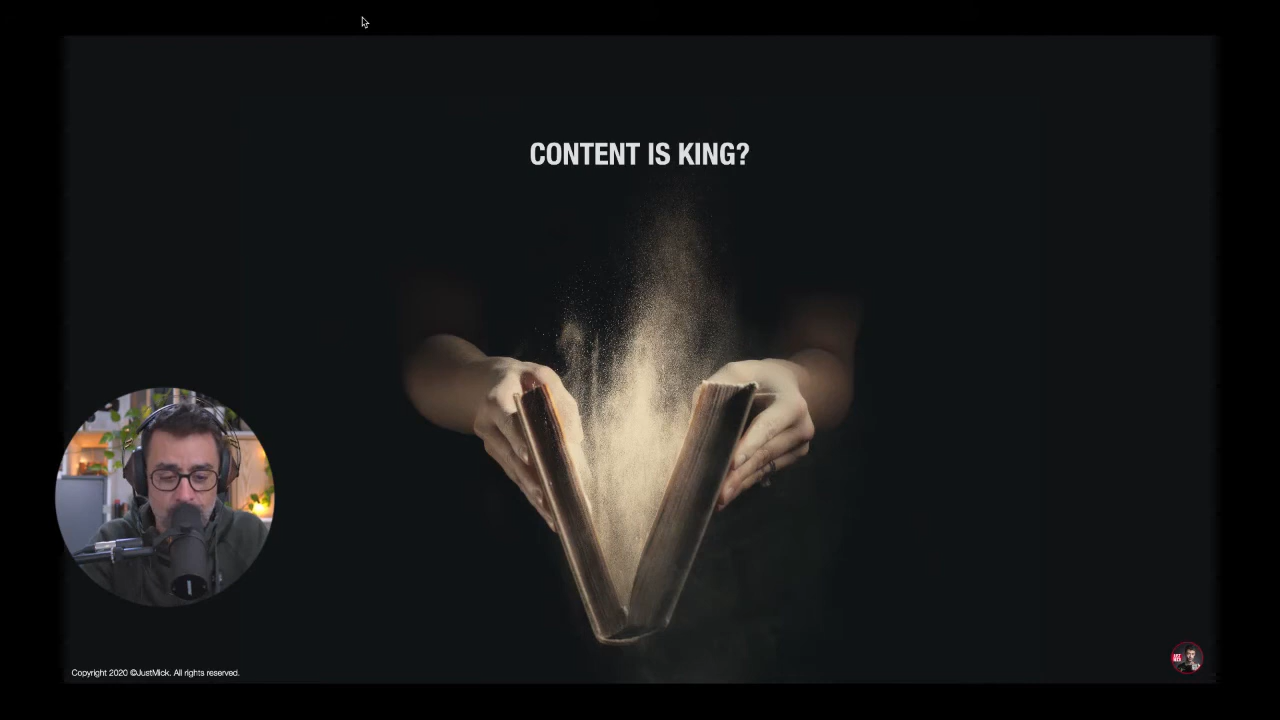 CONTENT IS KING?
Copyright 2020 ©JustMick. All rights reserved.